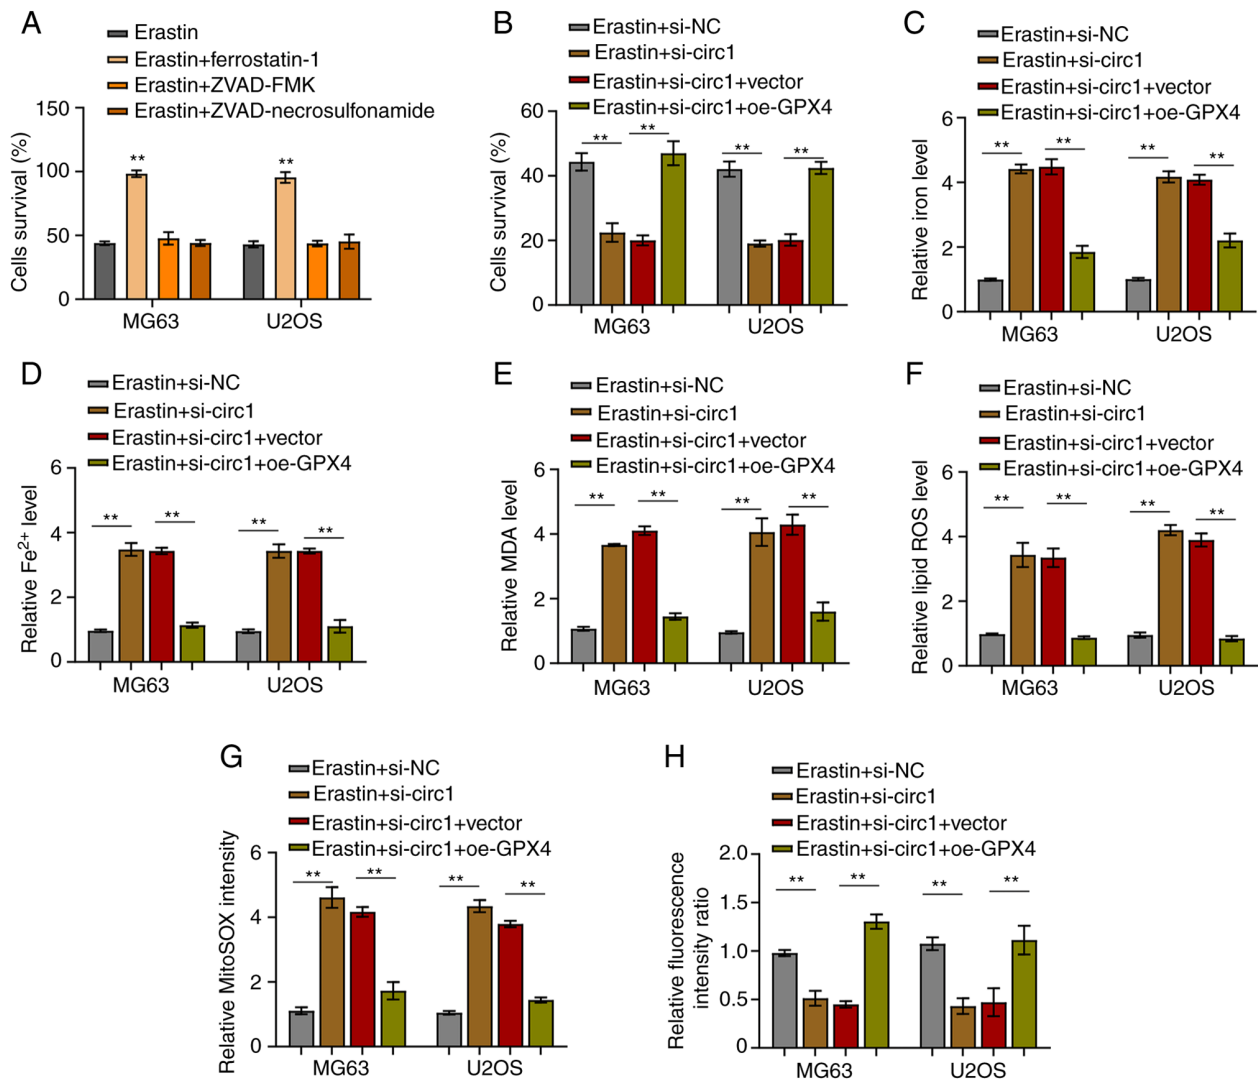 A
Erastin
Erastin+ferrostatin-1
Erastin+ZVAD-FMK
Erastin+ZVAD-necrosulfonamide
Cells survival (%)
150
100
50
0
** **
MG63 U2OS
B
Erastin+si-NC
Erastin+si-circ1
Erastin+si-circ1+vector
Erastin+si-circ1+oe-GPX4
Cells survival (%)
60
40
20
0
** ** ** **
MG63 U2OS
C
Erastin+si-NC
Erastin+si-circ1
Erastin+si-circ1+vector
Erastin+si-circ1+oe-GPX4
Relative iron level
6
4
2
0
** ** ** **
MG63 U2OS
D
Erastin+si-NC
Erastin+si-circ1
Erastin+si-circ1+vector
Erastin+si-circ1+oe-GPX4
Relative Fe²⁺ level
6
4
2
0
** ** ** **
MG63 U2OS
E
Erastin+si-NC
Erastin+si-circ1
Erastin+si-circ1+vector
Erastin+si-circ1+oe-GPX4
Relative MDA level
6
4
2
0
** ** ** **
MG63 U2OS
F
Erastin+si-NC
Erastin+si-circ1
Erastin+si-circ1+vector
Erastin+si-circ1+oe-GPX4
Relative lipid ROS level
6
4
2
0
** ** ** **
MG63 U2OS
G
Erastin+si-NC
Erastin+si-circ1
Erastin+si-circ1+vector
Erastin+si-circ1+oe-GPX4
Relative MitoSOX intensity
6
4
2
0
** ** ** **
MG63 U2OS
H
Erastin+si-NC
Erastin+si-circ1
Erastin+si-circ1+vector
Erastin+si-circ1+oe-GPX4
Relative fluorescence
intensity ratio
2.0
1.5
1.0
0.5
0
** ** ** **
MG63 U2OS